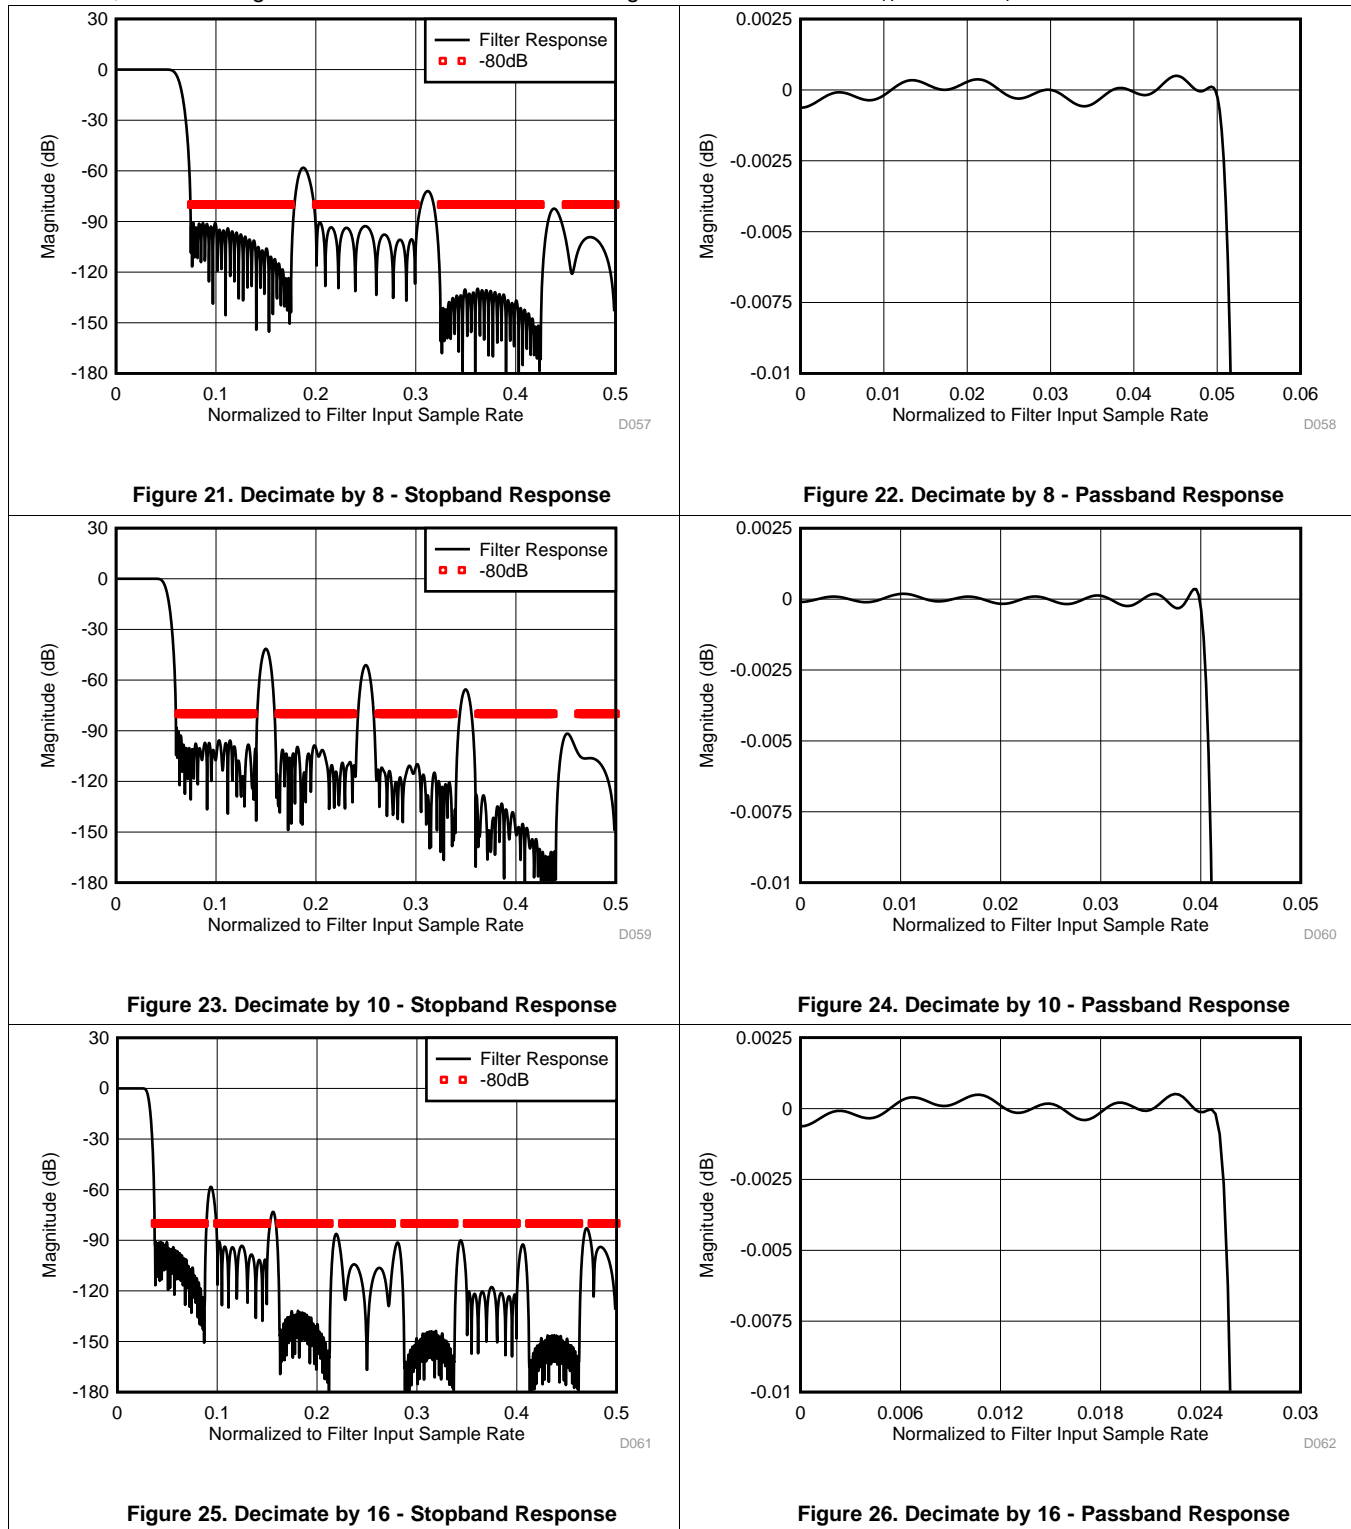 30
0
-30
-60
-90
-120
-150
-180
Magnitude (dB)
Filter Response
-80dB
0 0.1 0.2 0.3 0.4 0.5
Normalized to Filter Input Sample Rate
D057
Figure 21. Decimate by 8 - Stopband Response
0.0025
0
-0.0025
-0.005
-0.0075
-0.01
Magnitude (dB)
0 0.01 0.02 0.03 0.04 0.05 0.06
Normalized to Filter Input Sample Rate
D058
Figure 22. Decimate by 8 - Passband Response
30
0
-30
-60
-90
-120
-150
-180
Magnitude (dB)
Filter Response
-80dB
0 0.1 0.2 0.3 0.4 0.5
Normalized to Filter Input Sample Rate
D059
Figure 23. Decimate by 10 - Stopband Response
0.0025
0
-0.0025
-0.005
-0.0075
-0.01
Magnitude (dB)
0 0.01 0.02 0.03 0.04 0.05
Normalized to Filter Input Sample Rate
D060
Figure 24. Decimate by 10 - Passband Response
30
0
-30
-60
-90
-120
-150
-180
Magnitude (dB)
Filter Response
-80dB
0 0.1 0.2 0.3 0.4 0.5
Normalized to Filter Input Sample Rate
D061
Figure 25. Decimate by 16 - Stopband Response
0.0025
0
-0.0025
-0.005
-0.0075
-0.01
Magnitude (dB)
0 0.006 0.012 0.018 0.024 0.03
Normalized to Filter Input Sample Rate
D062
Figure 26. Decimate by 16 - Passband Response